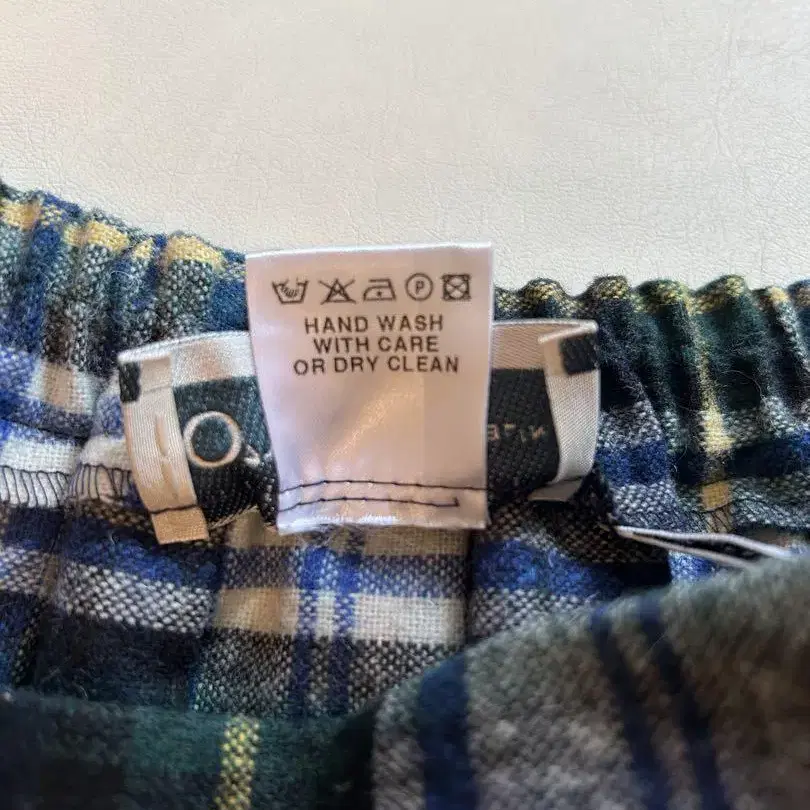 P
HAND WASH
WITH CARE
OR DRY CLEAN